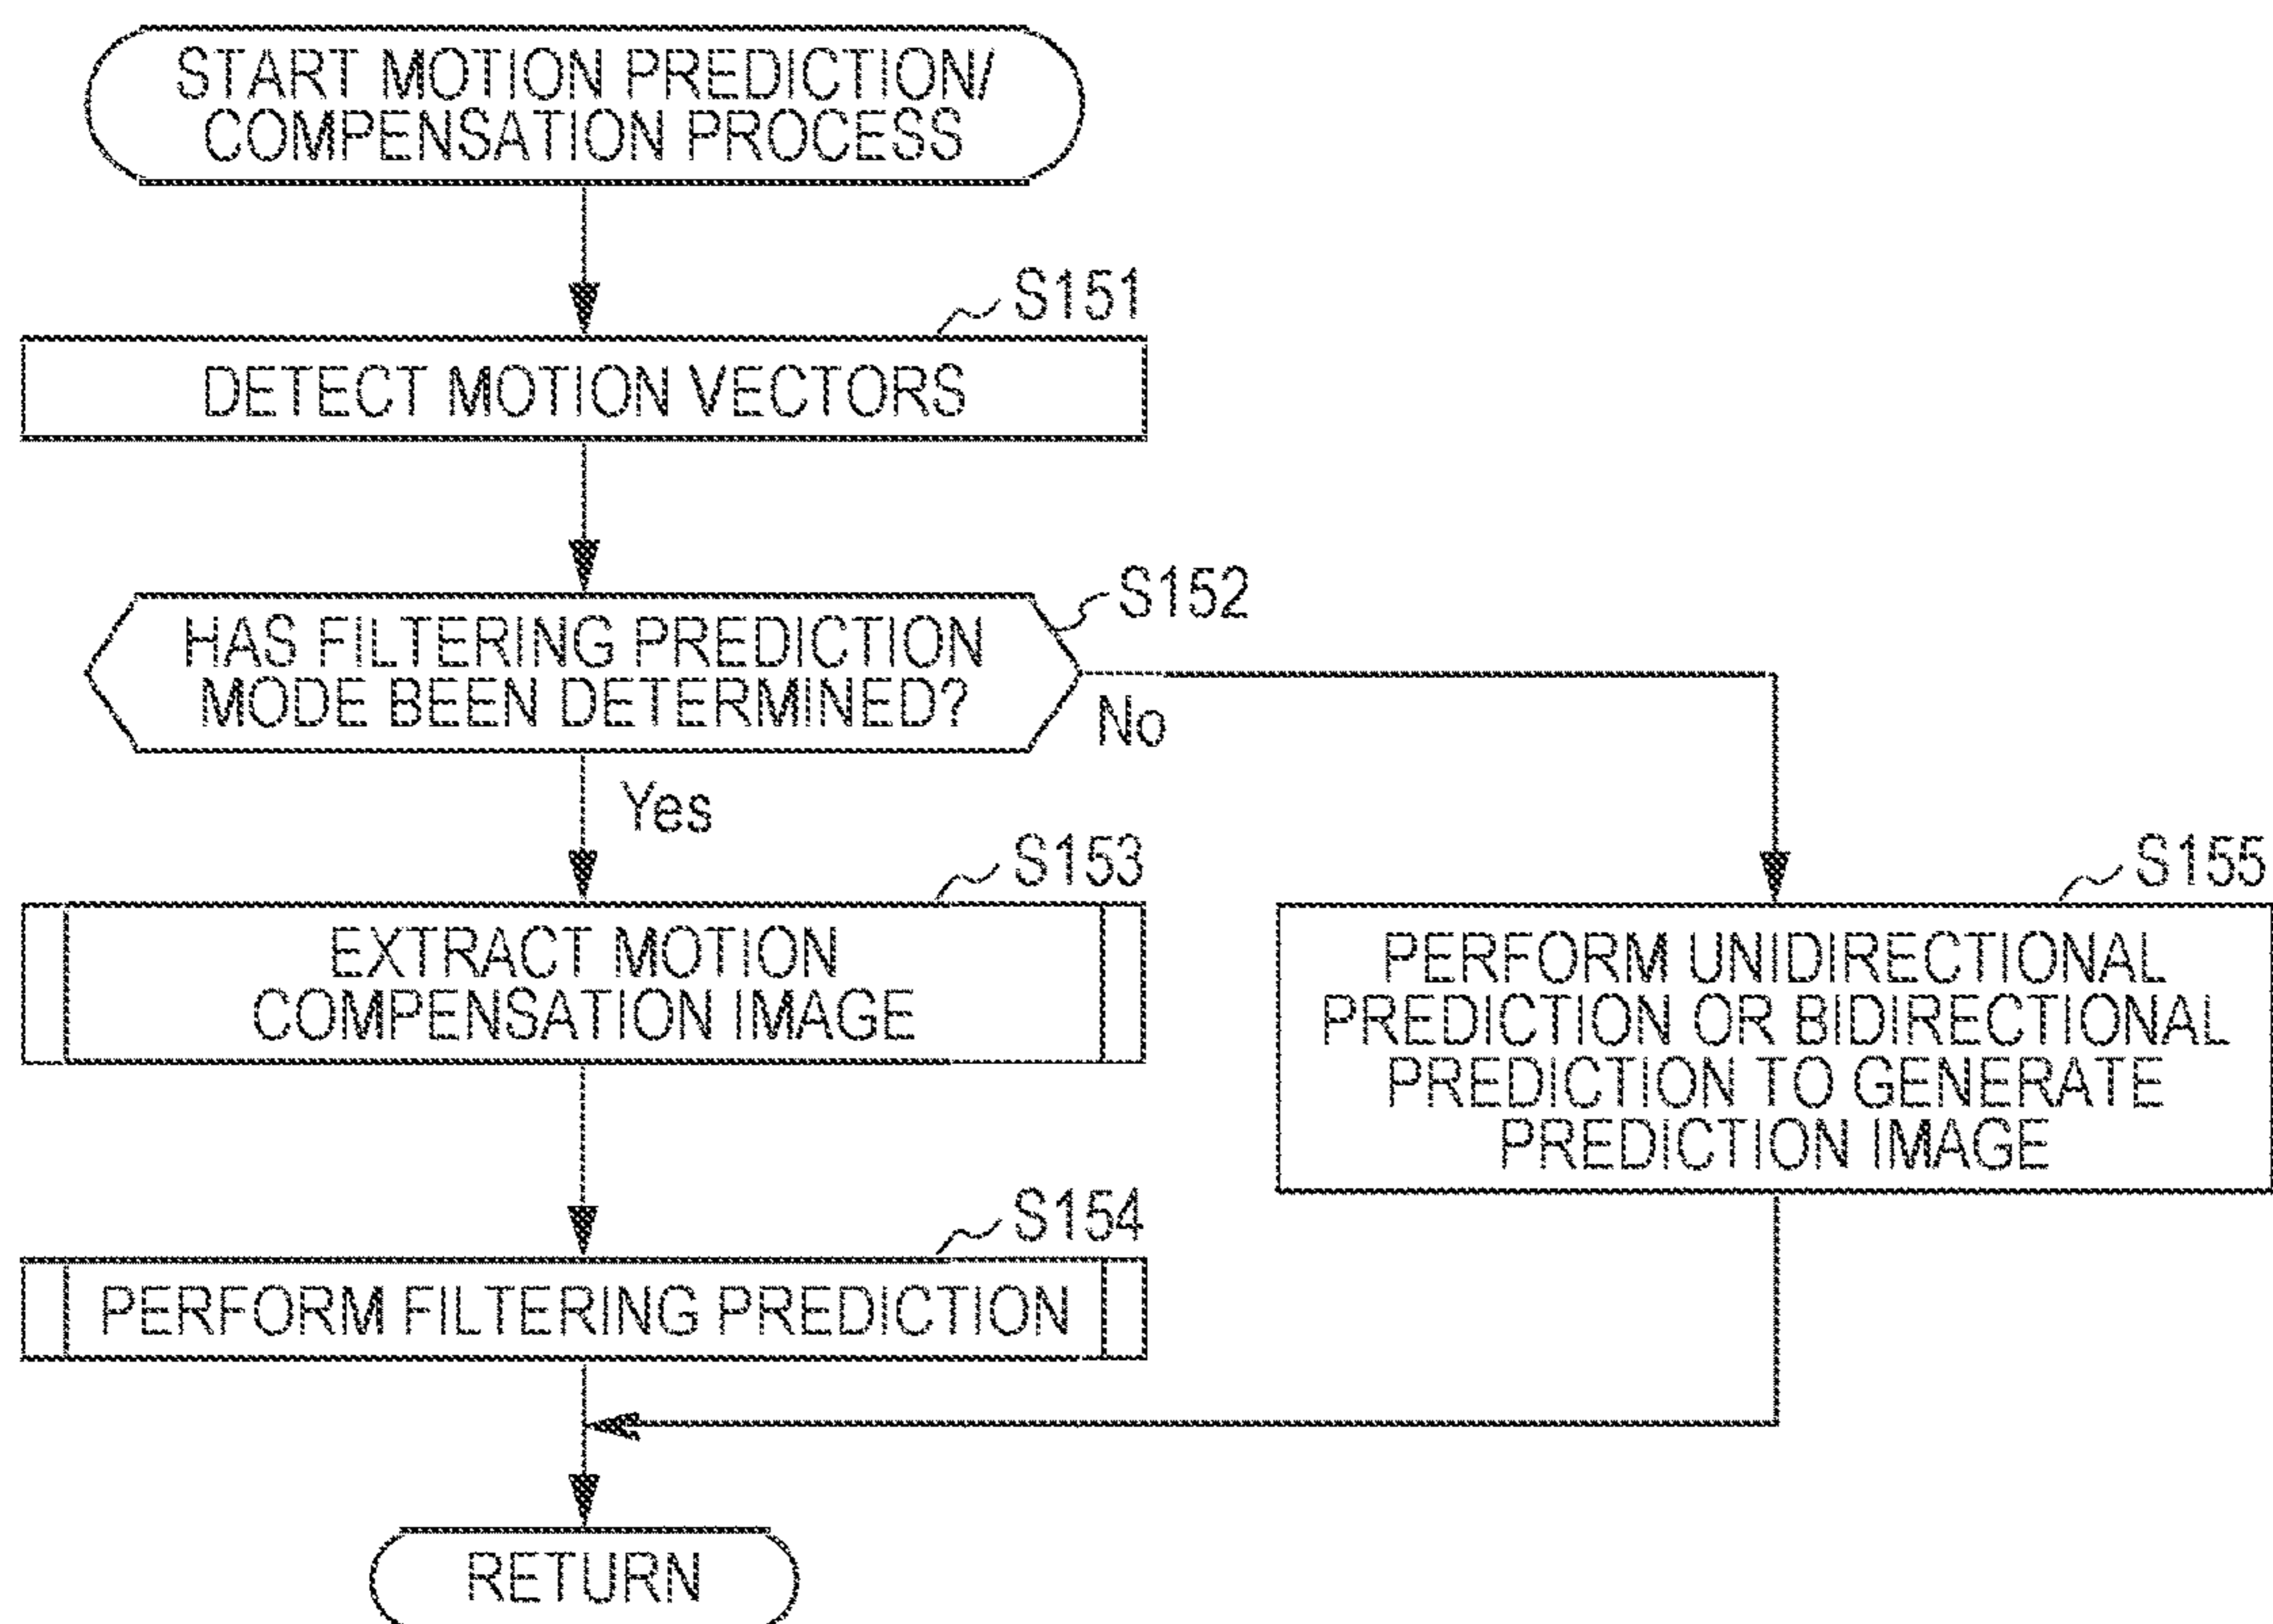 START MOTION PREDICTION/
COMPENSATION PROCESS
S151
DETECT MOTION VECTORS
S152
HAS FILTERING PREDICTION
MODE BEEN DETERMINED?
No
Yes
S153
EXTRACT MOTION
COMPENSATION IMAGE
S155
PERFORM UNIDIRECTIONAL
PREDICTION OR BIDIRECTIONAL
PREDICTION TO GENERATE
PREDICTION IMAGE
S154
PERFORM FILTERING PREDICTION
RETURN